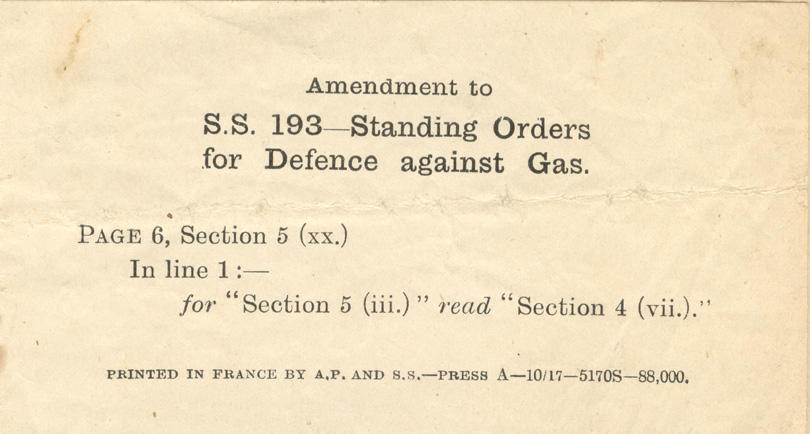 Amendment to
S.S. 193—Standing Orders
for Defence against Gas.
PAGE 6, Section 5 (xx.)
In line 1 :—
for “Section 5 (iii.)” read “Section 4 (vii.).”
PRINTED IN FRANCE BY A.P. AND S.S.—PRESS A—10/17—5170S—88,000.